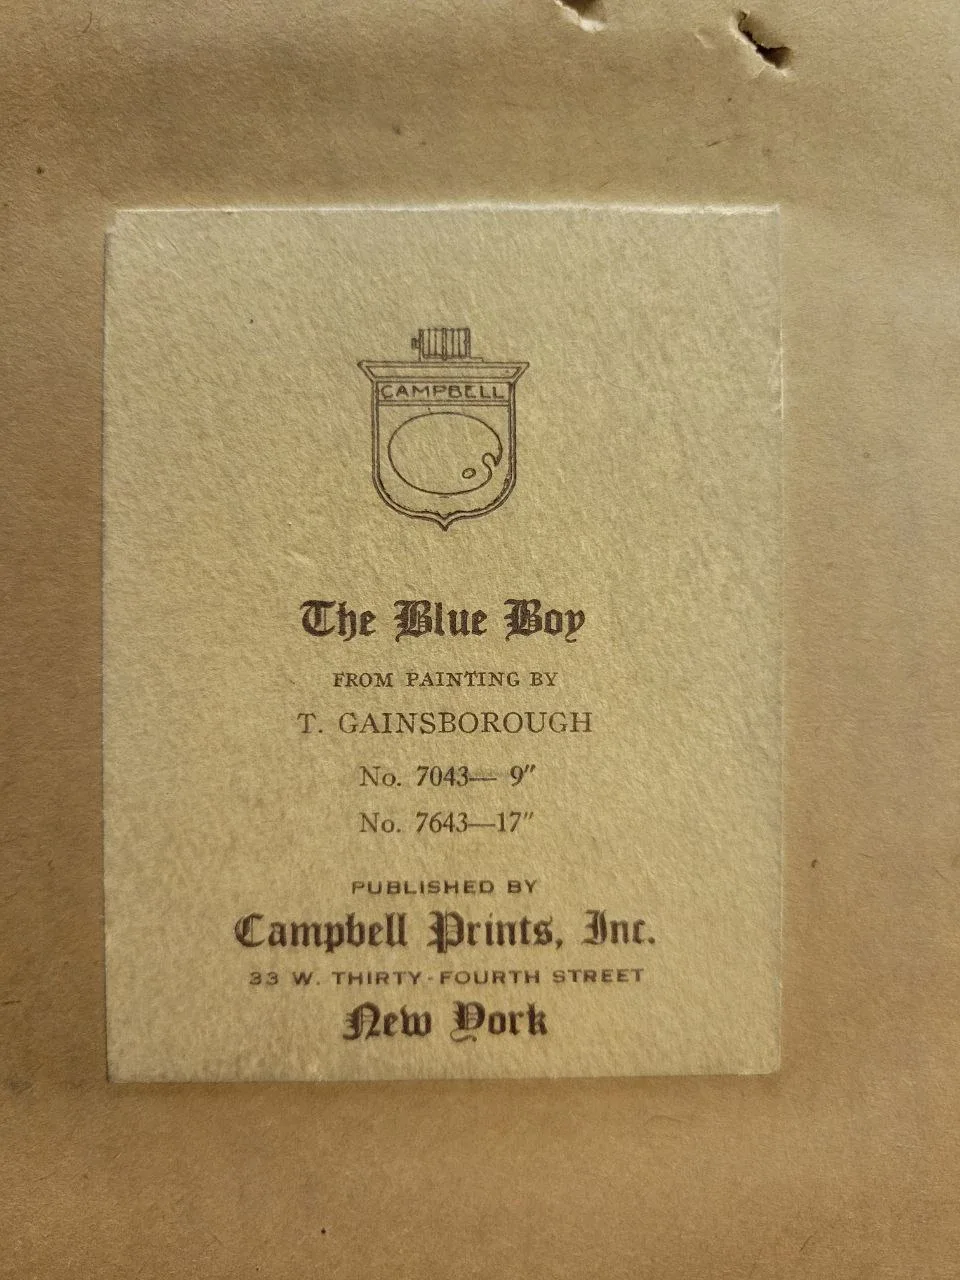 CAMPBELL
The Blue Boy
FROM PAINTING BY
T. GAINSBOROUGH
No. 7043— 9″
No. 7643—17″
PUBLISHED BY
Campbell Prints, Inc.
33 W. THIRTY-FOURTH STREET
New York